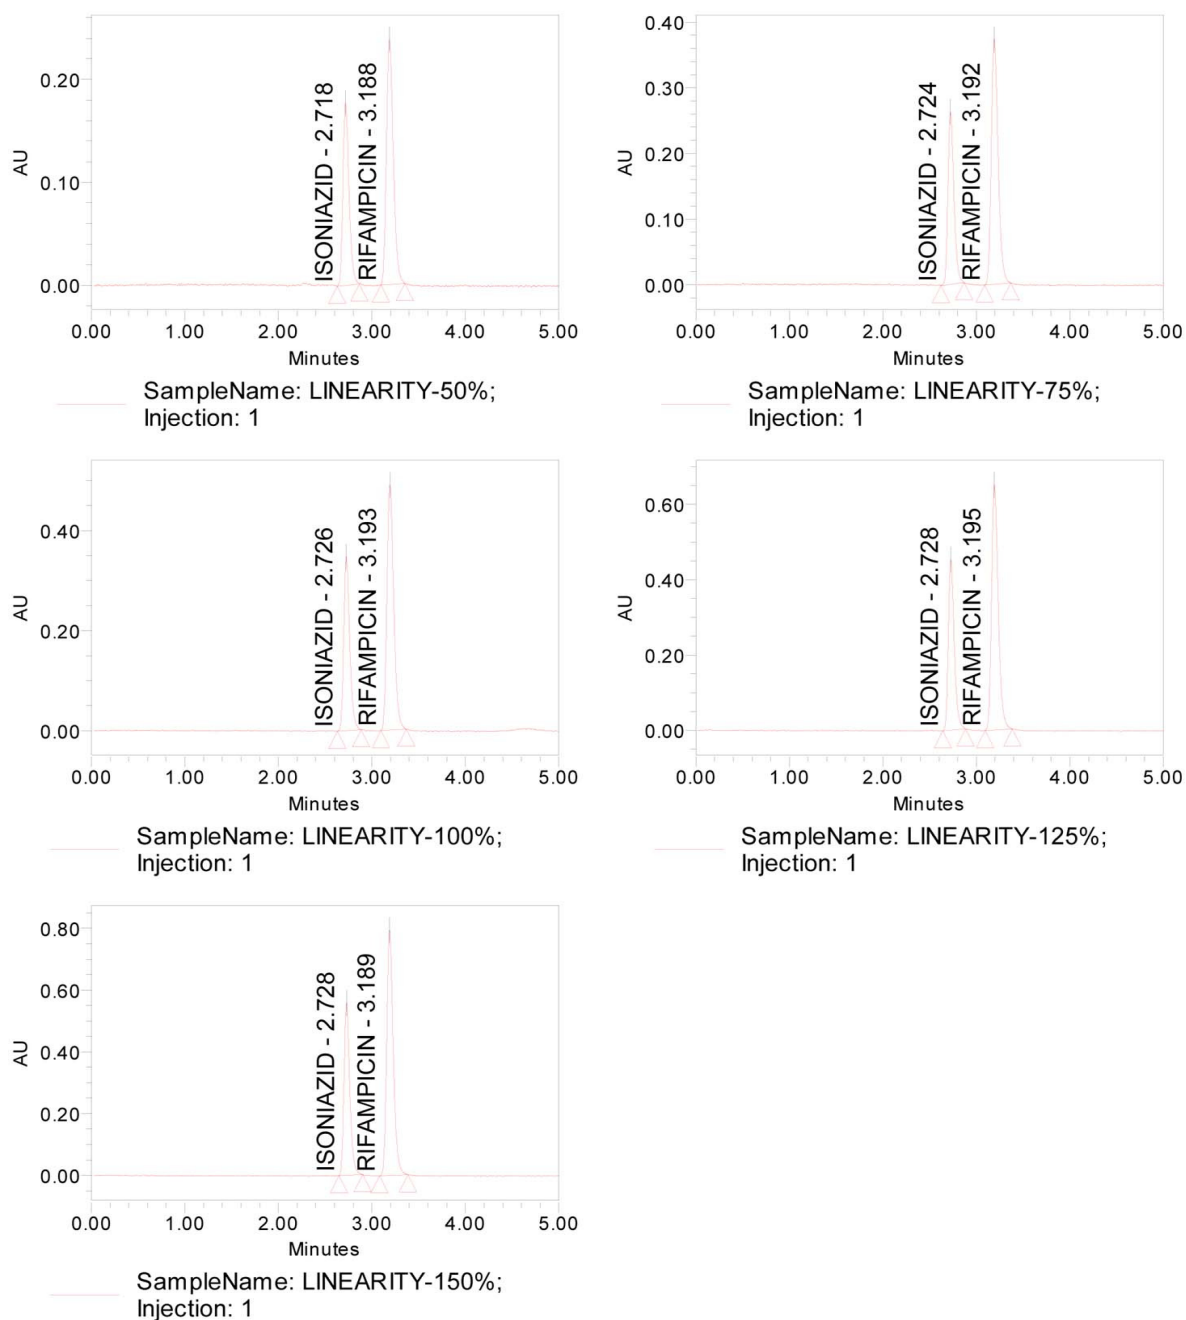 AU
0.20
0.10
0.00
ISONIAZID - 2.718
RIFAMPICIN - 3.188
0.00 1.00 2.00 3.00 4.00 5.00
Minutes
SampleName: LINEARITY-50%;
Injection: 1
AU
0.40
0.30
0.20
0.10
0.00
ISONIAZID - 2.724
RIFAMPICIN - 3.192
0.00 1.00 2.00 3.00 4.00 5.00
Minutes
SampleName: LINEARITY-75%;
Injection: 1
AU
0.40
0.20
0.00
ISONIAZID - 2.726
RIFAMPICIN - 3.193
0.00 1.00 2.00 3.00 4.00 5.00
Minutes
SampleName: LINEARITY-100%;
Injection: 1
AU
0.60
0.40
0.20
0.00
ISONIAZID - 2.728
RIFAMPICIN - 3.195
0.00 1.00 2.00 3.00 4.00 5.00
Minutes
SampleName: LINEARITY-125%;
Injection: 1
AU
0.80
0.60
0.40
0.20
0.00
ISONIAZID - 2.728
RIFAMPICIN - 3.189
0.00 1.00 2.00 3.00 4.00 5.00
Minutes
SampleName: LINEARITY-150%;
Injection: 1